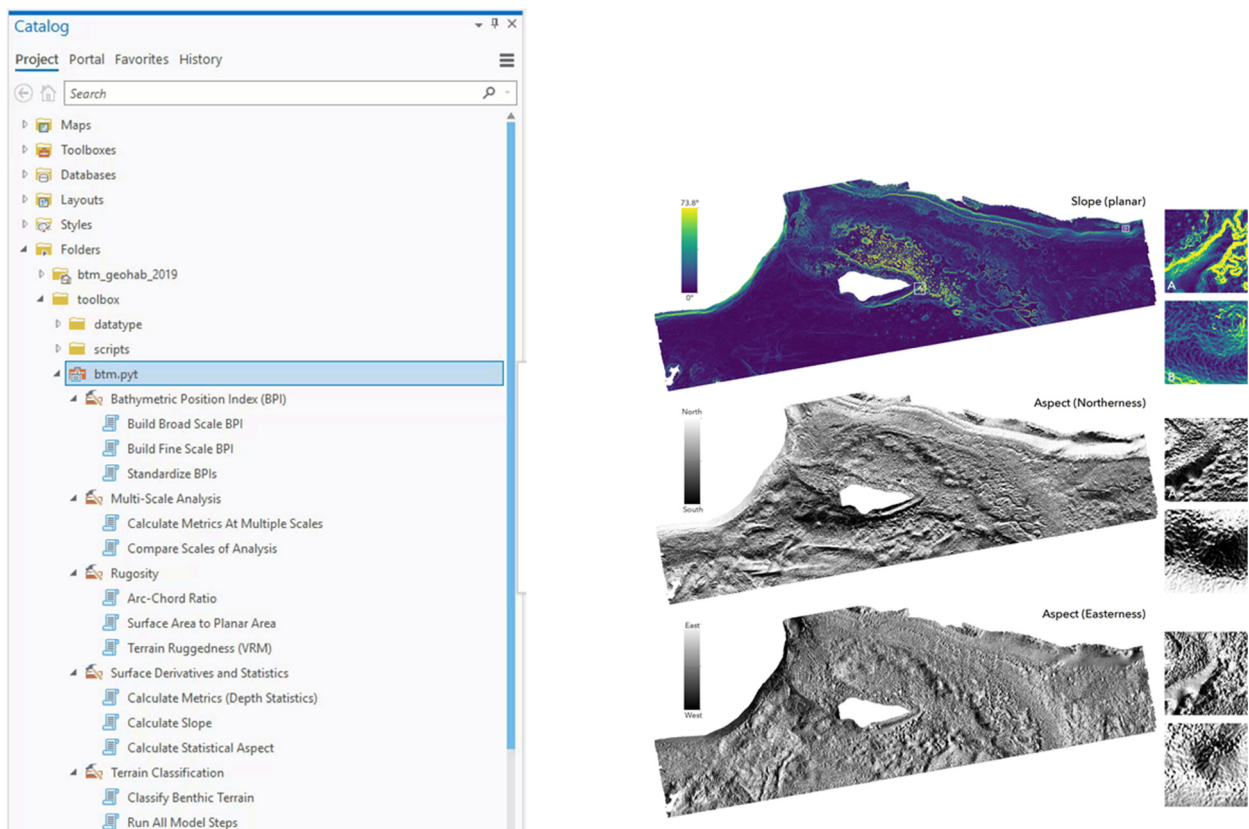 Catalog
Project Portal Favorites History
Search
Maps
Toolboxes
Databases
Layouts
Styles
Folders
btm_geohab_2019
toolbox
datatype
scripts
btm.pyt
Bathymetric Position Index (BPI)
Build Broad Scale BPI
Build Fine Scale BPI
Standardize BPIs
Multi-Scale Analysis
Calculate Metrics At Multiple Scales
Compare Scales of Analysis
Rugosity
Arc-Chord Ratio
Surface Area to Planar Area
Terrain Ruggedness (VRM)
Surface Derivatives and Statistics
Calculate Metrics (Depth Statistics)
Calculate Slope
Calculate Statistical Aspect
Terrain Classification
Classify Benthic Terrain
Run All Model Steps
Slope (planar)
73.8°
0°
A
B
Aspect (Northerness)
North
South
A
Aspect (Easterness)
East
West
B